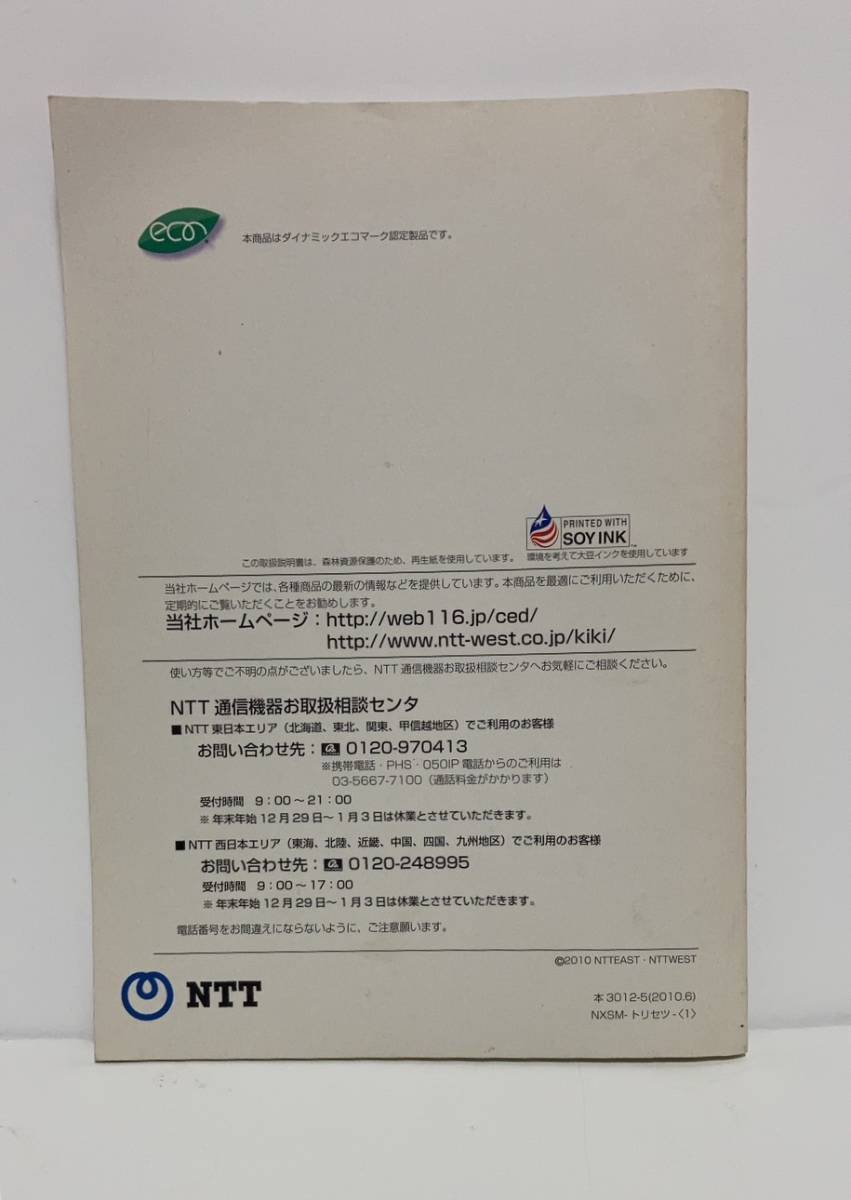 econ
本商品はダイナミックエコマーク認定製品です。
PRINTED WITH
SOY INK™
この取扱説明書は、森林資源保護のため、再生紙を使用しています。
環境を考えて大豆インクを使用しています
当社ホームページでは、各種商品の最新の情報などを提供しています。本商品を最適にご利用いただくために、
定期的にご覧いただくことをお勧めします。
当社ホームページ：http://web116.jp/ced/
http://www.ntt-west.co.jp/kiki/
使い方等でご不明の点がございましたら、NTT通信機器お取扱相談センタへお気軽にご相談ください。
NTT通信機器お取扱相談センタ
■NTT東日本エリア（北海道、東北、関東、甲信越地区）でご利用のお客様
お問い合わせ先：0120-970413
※携帯電話・PHS・050IP電話からのご利用は
03-5667-7100（通話料金がかかります）
受付時間 9：00～21：00
※年末年始12月29日～1月3日は休業とさせていただきます。
■NTT西日本エリア（東海、北陸、近畿、中国、四国、九州地区）でご利用のお客様
お問い合わせ先：0120-248995
受付時間 9：00～17：00
※年末年始12月29日～1月3日は休業とさせていただきます。
電話番号をお間違えにならないように、ご注意願います。
©2010 NTTEAST・NTTWEST
NTT
本3012-5(2010.6)
NXSM-トリセツ-〈1〉